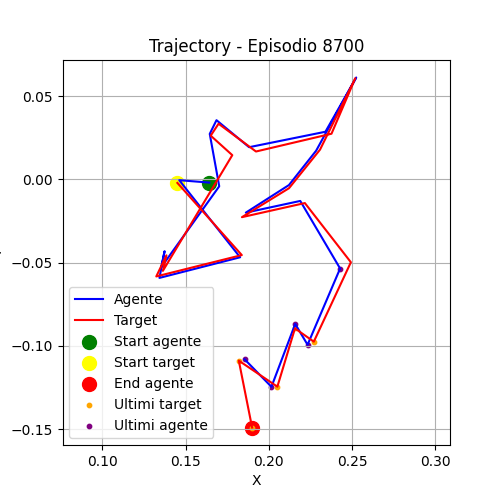 Trajectory - Episodio 8700
0.05
0.00
−0.05
−0.10
−0.15
Agente
Target
Start agente
Start target
End agente
Ultimi target
Ultimi agente
0.10 0.15 0.20 0.25 0.30
X